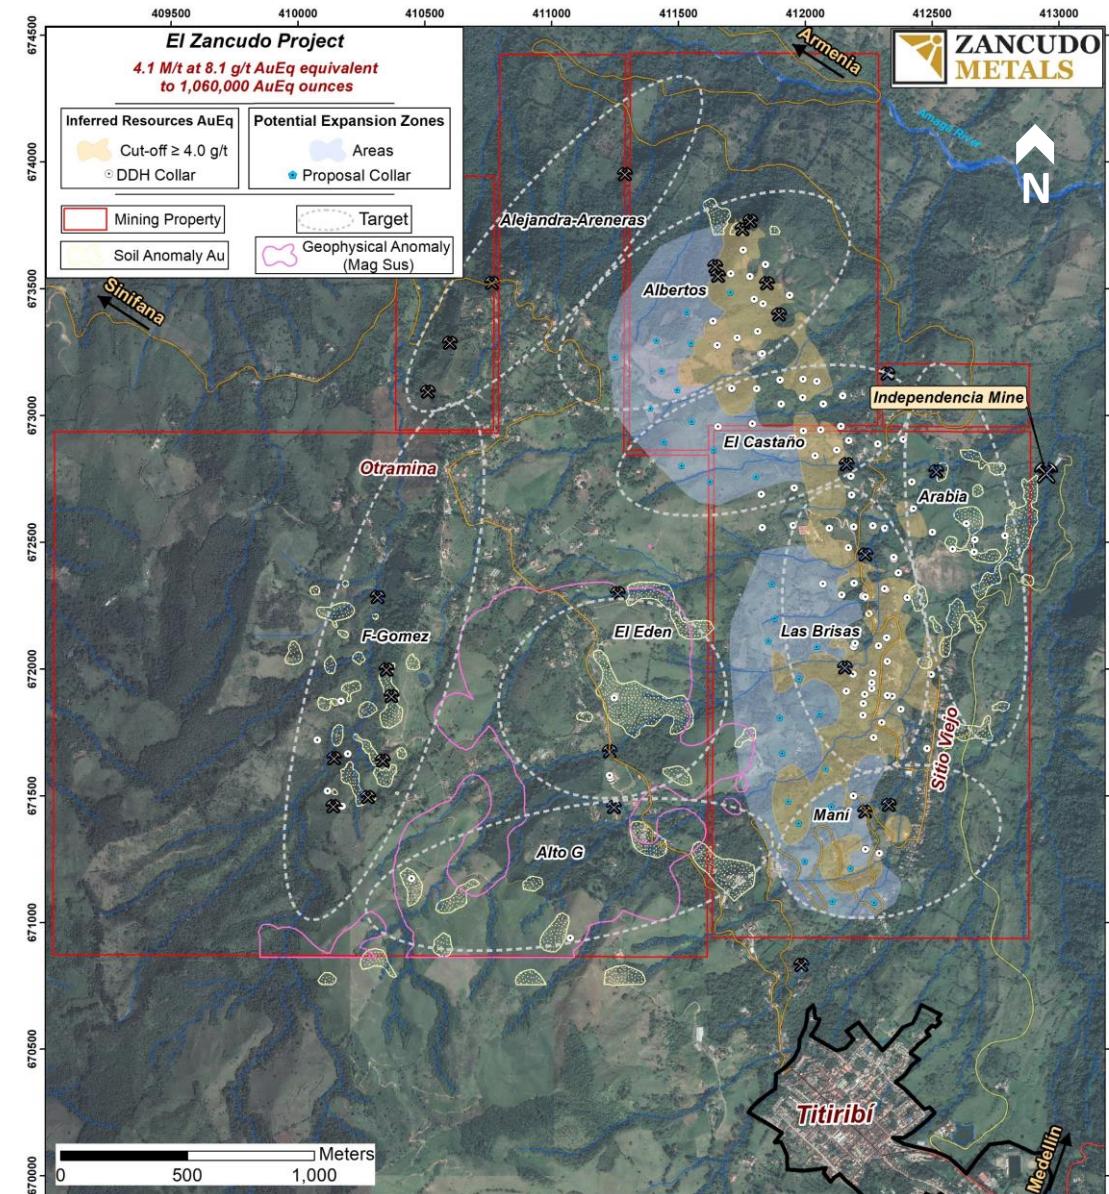 409500 410000 410500 411000 411500 412000 412500 413000
674500
674000
673500
673000
672500
672000
671500
671000
670500
670000
El Zancudo Project
4.1 M/t at 8.1 g/t AuEq equivalent
to 1,060,000 AuEq ounces
Inferred Resources AuEq
Cut-off ≥ 4.0 g/t
DDH Collar
Potential Expansion Zones
Areas
Proposal Collar
Mining Property
Target
Soil Anomaly Au
Geophysical Anomaly
(Mag Sus)
ZANCUDO
METALS
N
Armenia
Amaga River
Sinifana
Alejandra-Areneras
Albertos
Independencia Mine
El Castaño
Otramina
Arabia
F-Gomez
El Eden
Las Brisas
Sitio Viejo
Maní
Alto G
Titiribí
Medellin
Meters
0 500 1,000